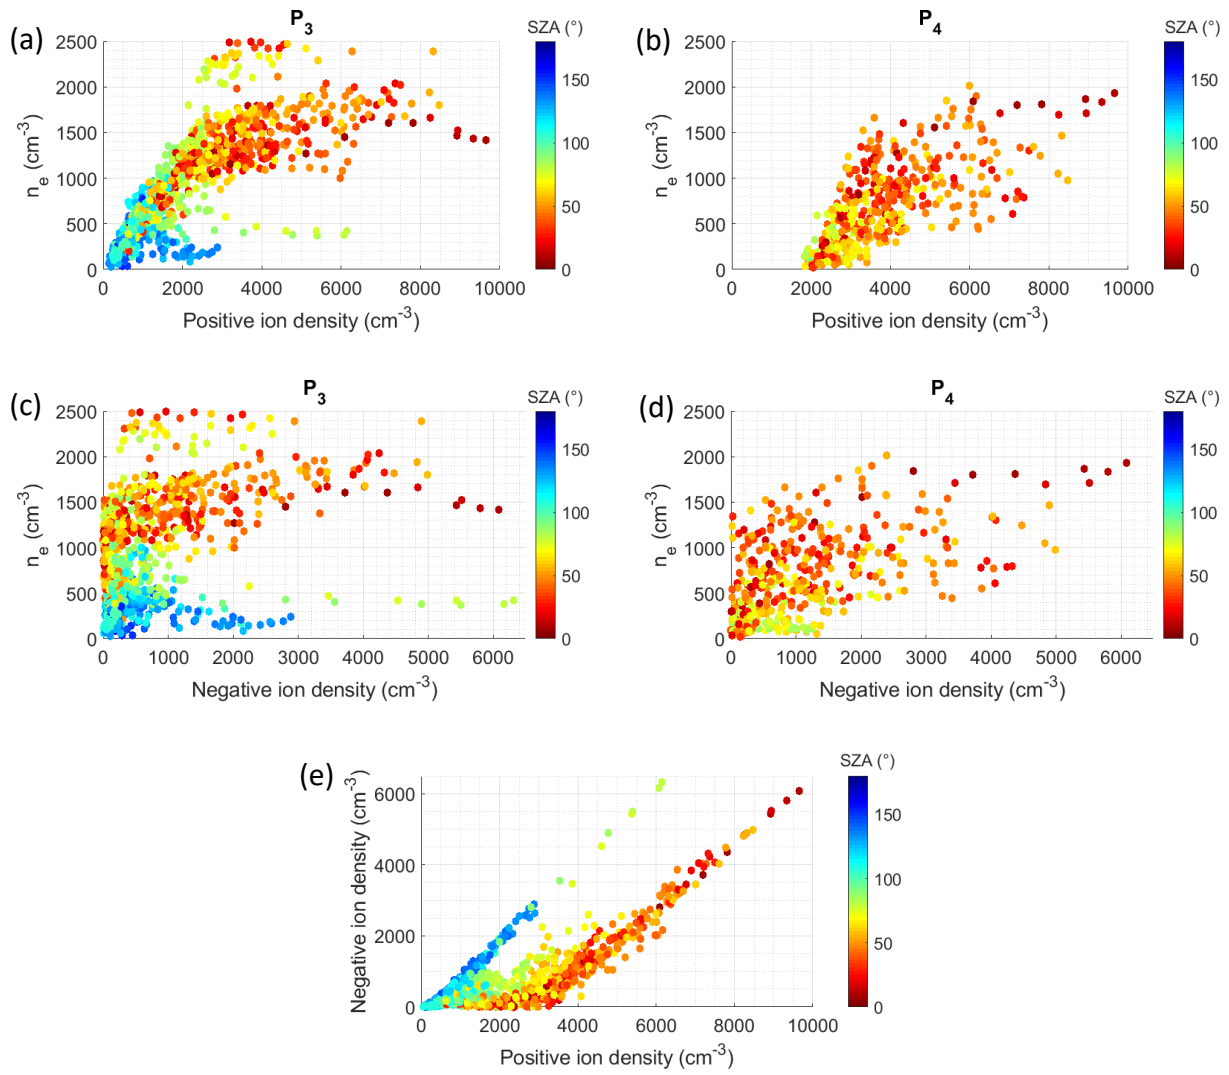 (a)
P3
SZA (°)
2500
2000
1500
1000
500
0
ne (cm-3)
0 2000 4000 6000 8000 10000
Positive ion density (cm-3)
150
100
50
0
(b)
P4
SZA (°)
2500
2000
1500
1000
500
0
ne (cm-3)
0 2000 4000 6000 8000 10000
Positive ion density (cm-3)
150
100
50
0
(c)
P3
SZA (°)
2500
2000
1500
1000
500
0
ne (cm-3)
0 1000 2000 3000 4000 5000 6000
Negative ion density (cm-3)
150
100
50
0
(d)
P4
SZA (°)
2500
2000
1500
1000
500
0
ne (cm-3)
0 1000 2000 3000 4000 5000 6000
Negative ion density (cm-3)
150
100
50
0
(e)
SZA (°)
6000
4000
2000
0
Negative ion density (cm-3)
0 2000 4000 6000 8000 10000
Positive ion density (cm-3)
150
100
50
0